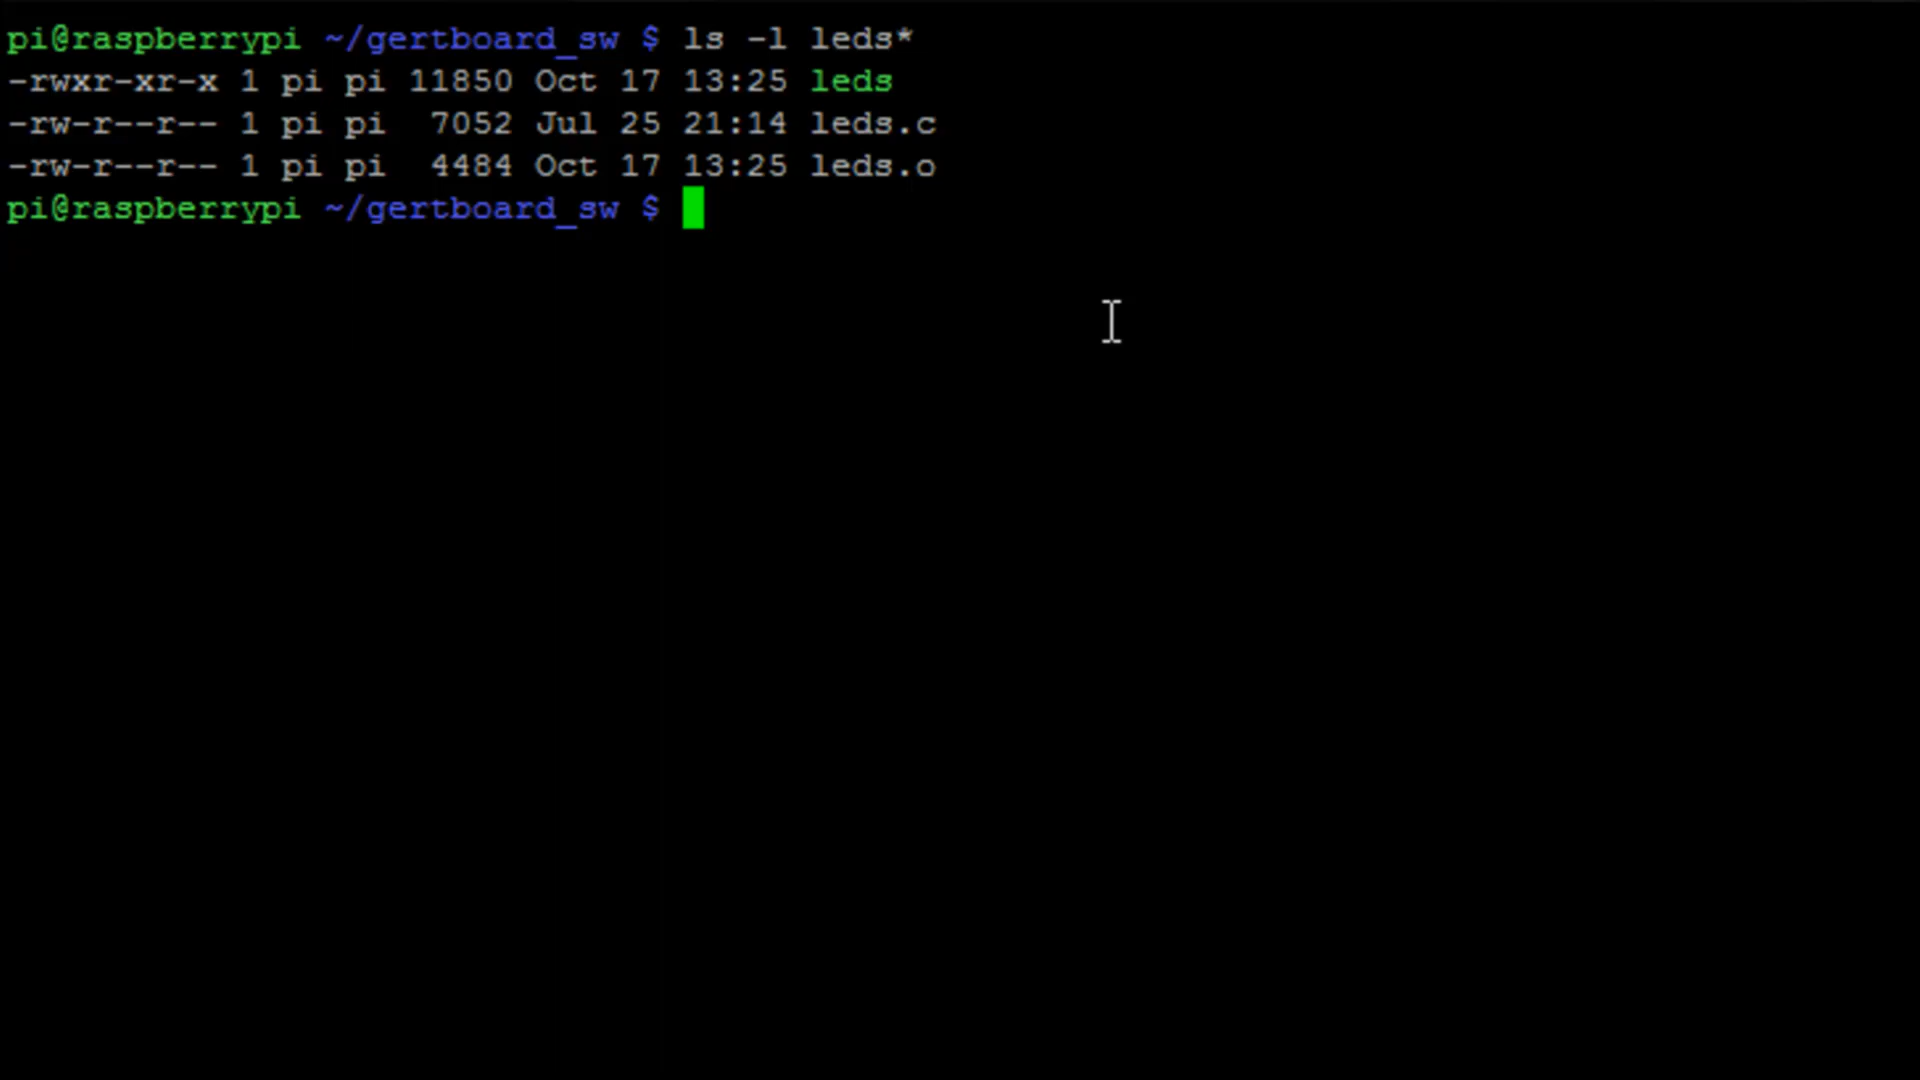 pi@raspberrypi ~/gertboard_sw $ ls -l leds*
-rwxr-xr-x 1 pi pi 11850 Oct 17 13:25 leds
-rw-r--r-- 1 pi pi  7052 Jul 25 21:14 leds.c
-rw-r--r-- 1 pi pi  4484 Oct 17 13:25 leds.o
pi@raspberrypi ~/gertboard_sw $